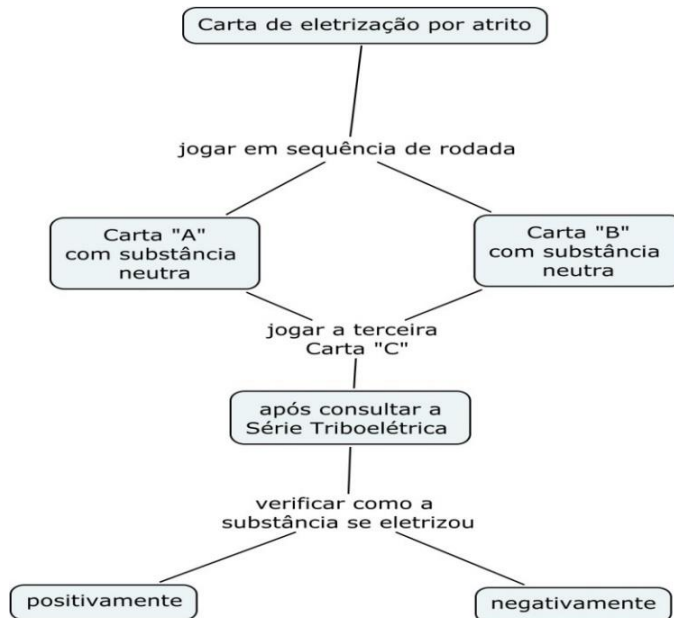 Carta de eletrização por atrito
jogar em sequência de rodada
Carta "A"
com substância
neutra
Carta "B"
com substância
neutra
jogar a terceira
Carta "C"
após consultar a
Série Triboelétrica
verificar como a
substância se eletrizou
positivamente
negativamente